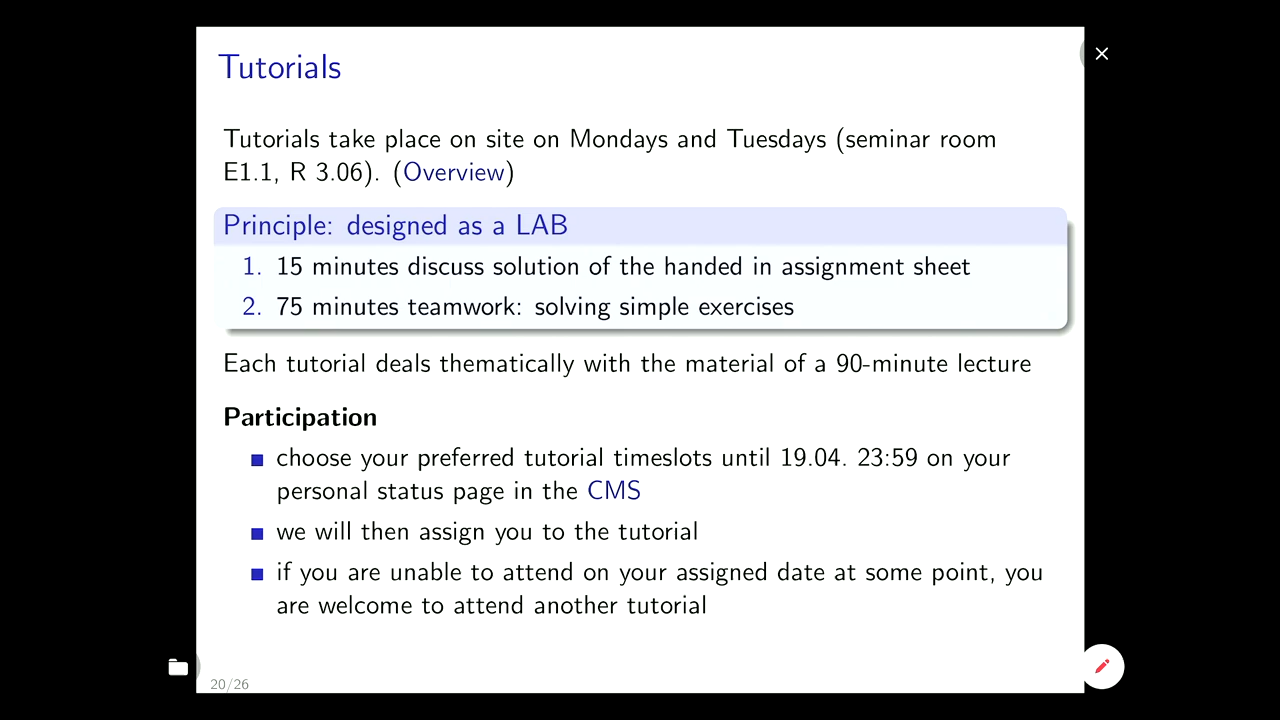 Tutorials
Tutorials take place on site on Mondays and Tuesdays (seminar room
E1.1, R 3.06). (Overview)
Principle: designed as a LAB
1. 15 minutes discuss solution of the handed in assignment sheet
2. 75 minutes teamwork: solving simple exercises
Each tutorial deals thematically with the material of a 90-minute lecture
Participation
choose your preferred tutorial timeslots until 19.04. 23:59 on your
personal status page in the CMS
we will then assign you to the tutorial
if you are unable to attend on your assigned date at some point, you
are welcome to attend another tutorial
20/26